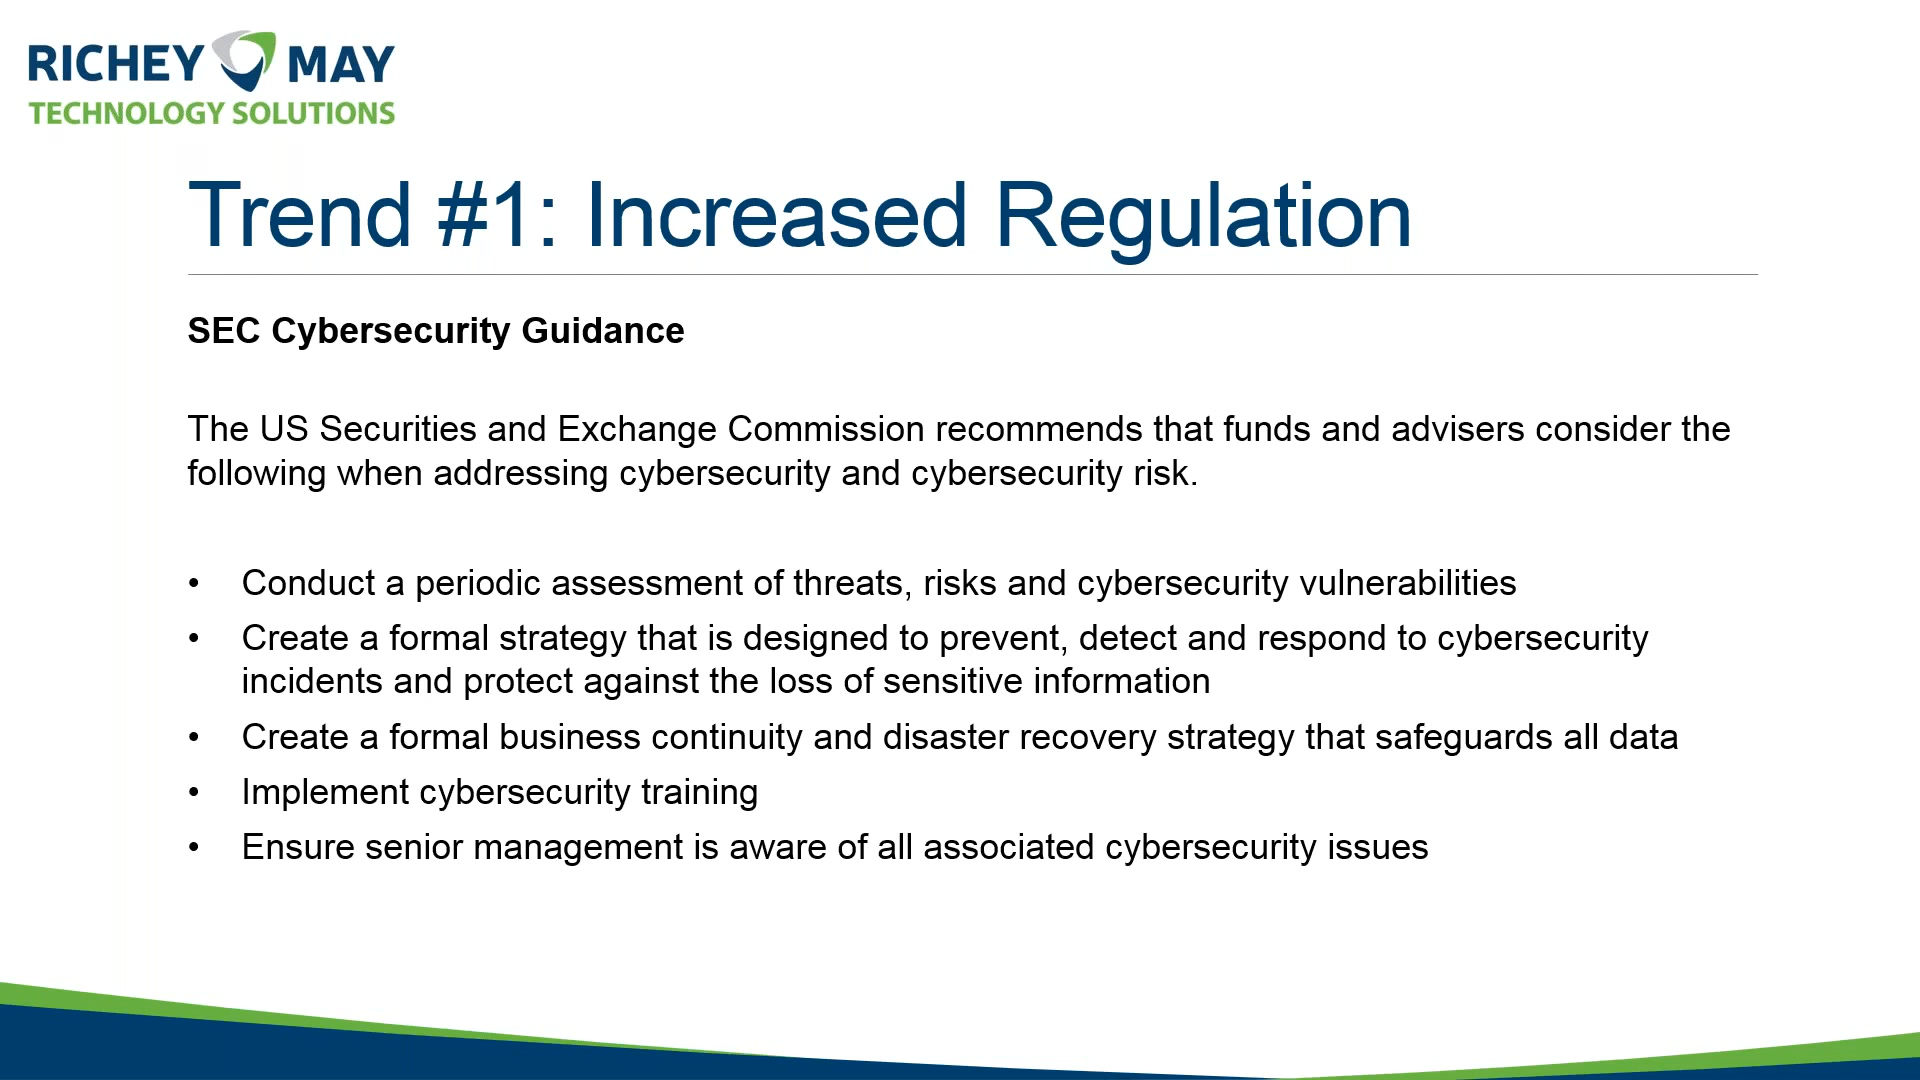 RICHEY MAY
TECHNOLOGY SOLUTIONS
Trend #1: Increased Regulation
SEC Cybersecurity Guidance
The US Securities and Exchange Commission recommends that funds and advisers consider the
following when addressing cybersecurity and cybersecurity risk.
• Conduct a periodic assessment of threats, risks and cybersecurity vulnerabilities
• Create a formal strategy that is designed to prevent, detect and respond to cybersecurity
incidents and protect against the loss of sensitive information
• Create a formal business continuity and disaster recovery strategy that safeguards all data
• Implement cybersecurity training
• Ensure senior management is aware of all associated cybersecurity issues